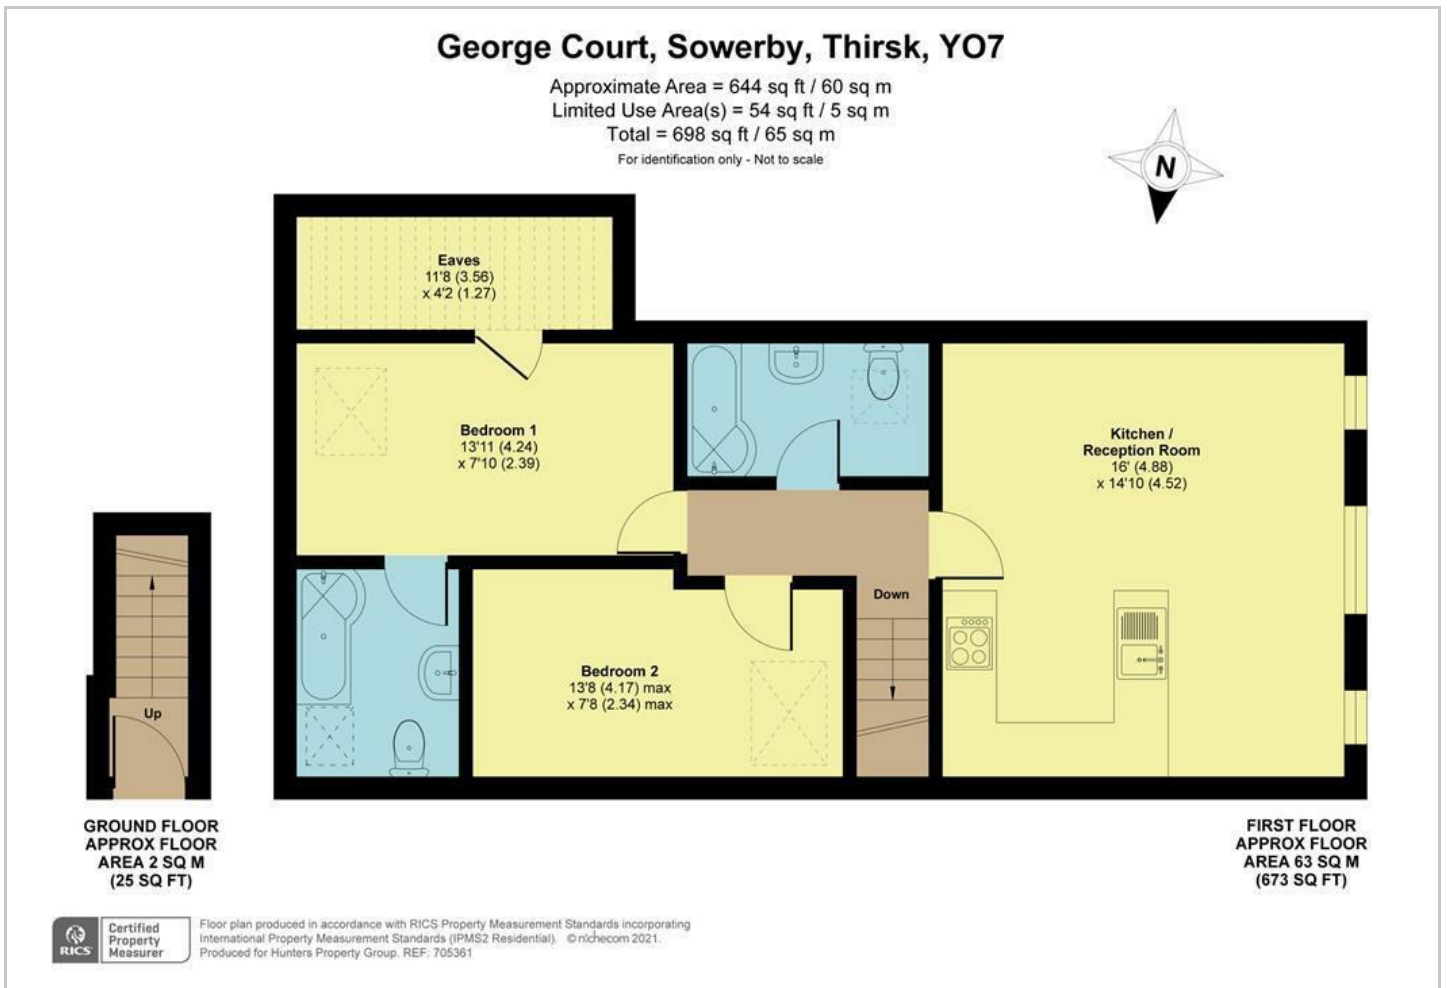 George Court, Sowerby, Thirsk, YO7
Approximate Area = 644 sq ft / 60 sq m
Limited Use Area(s) = 54 sq ft / 5 sq m
Total = 698 sq ft / 65 sq m
For identification only - Not to scale
N
Eaves
11'8 (3.56)
x 4'2 (1.27)
Bedroom 1
13'11 (4.24)
x 7'10 (2.39)
Kitchen /
Reception Room
16' (4.88)
x 14'10 (4.52)
Down
Bedroom 2
13'8 (4.17) max
x 7'8 (2.34) max
Up
GROUND FLOOR
APPROX FLOOR
AREA 2 SQ M
(25 SQ FT)
FIRST FLOOR
APPROX FLOOR
AREA 63 SQ M
(673 SQ FT)
RICS
Certified
Property
Measurer
Floor plan produced in accordance with RICS Property Measurement Standards incorporating
International Property Measurement Standards (IPMS2 Residential). © nichecom 2021.
Produced for Hunters Property Group. REF: 705361